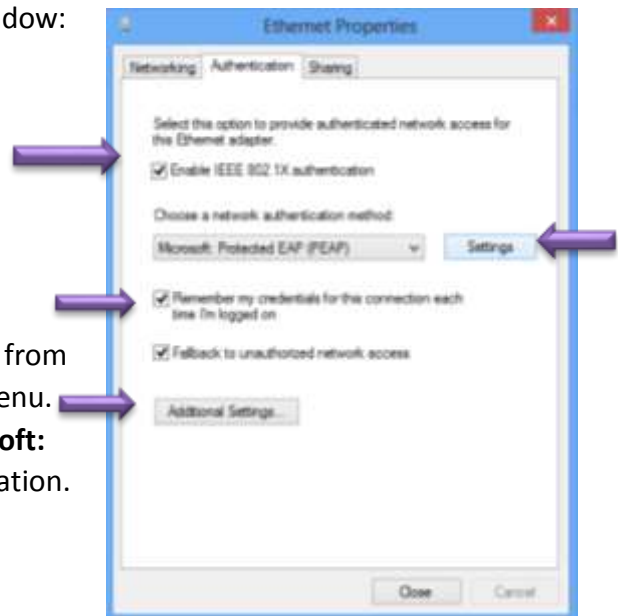 dow:
Ethernet Properties
Networking Authentication Sharing
Select this option to provide authenticated network access for
this Ethernet adapter.
Enable IEEE 802.1X authentication
Choose a network authentication method:
Microsoft: Protected EAP (PEAP)
Settings
Remember my credentials for this connection each
time I'm logged on
from
Fallback to unauthorized network access
enu.
Additional Settings...
oft:
ation.
Close Cancel